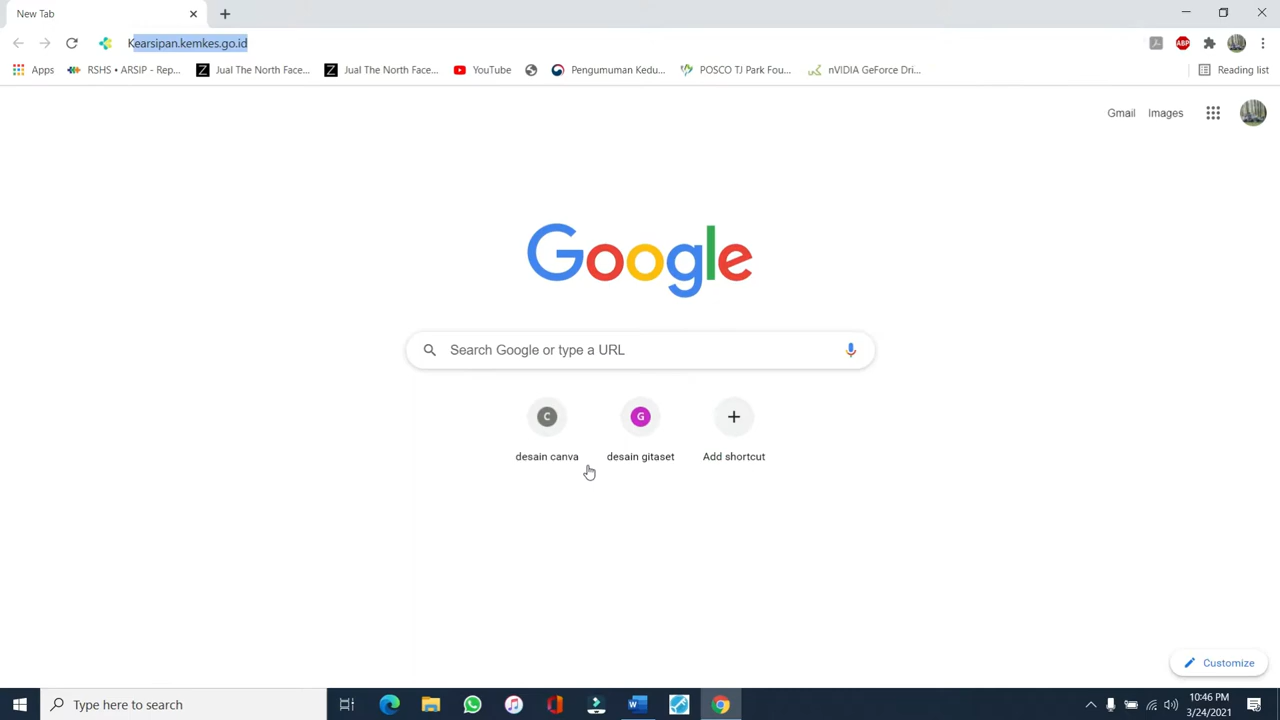 New Tab
Kearsipan.kemkes.go.id
Apps
RSHS • ARSIP - Rep...
Jual The North Face...
Jual The North Face...
YouTube
Pengumuman Kedu...
POSCO TJ Park Fou...
nVIDIA GeForce Dri...
Reading list
ABP
Gmail
Images
Google
Search Google or type a URL
C
G
desain canva
desain gitaset
Add shortcut
Customize
Type here to search
10:46 PM
3/24/2021